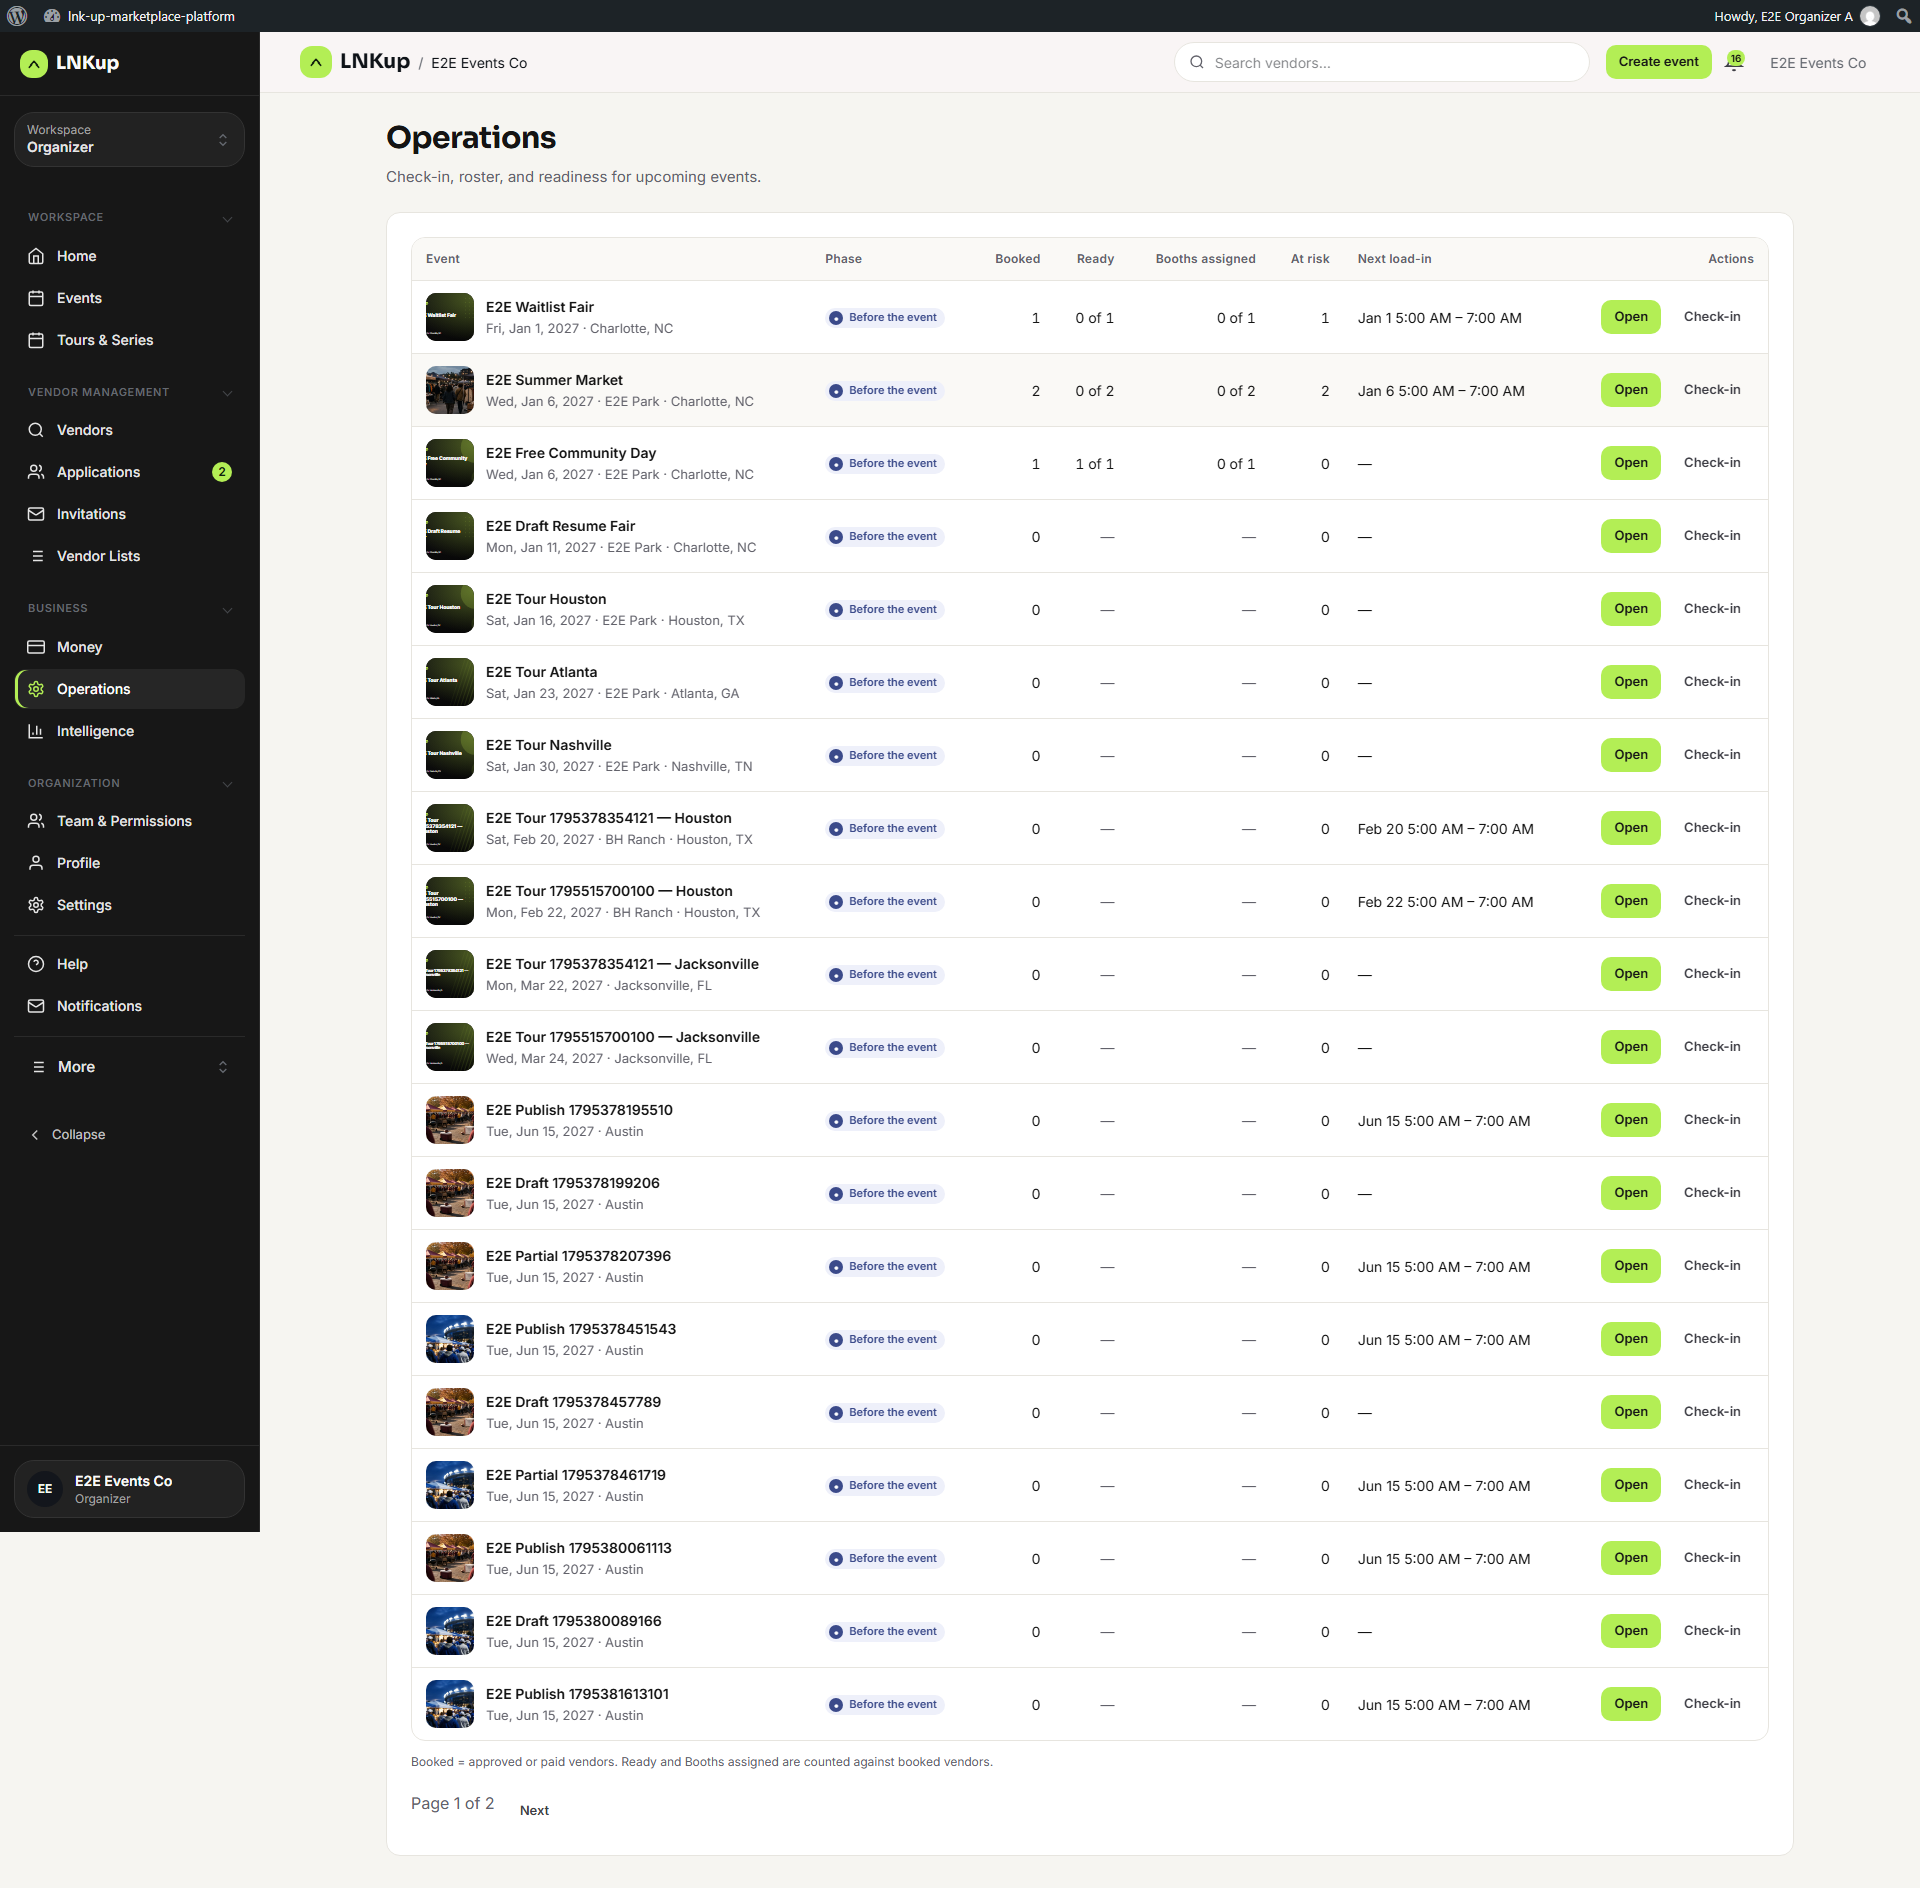 lnk-up-marketplace-platform
Howdy, E2E Organizer A
LNKup
Workspace
Organizer
WORKSPACE
Home
Events
Tours & Series
VENDOR MANAGEMENT
Vendors
Applications 2
Invitations
Vendor Lists
BUSINESS
Money
Operations
Intelligence
ORGANIZATION
Team & Permissions
Profile
Settings
Help
Notifications
More
Collapse
EE
E2E Events Co
Organizer
LNKup / E2E Events Co
Search vendors...
Create event
16
E2E Events Co
Operations
Check-in, roster, and readiness for upcoming events.
Event Phase Booked Ready Booths assigned At risk Next load-in Actions
E2E Waitlist Fair
Fri, Jan 1, 2027 · Charlotte, NC
Before the event 1 0 of 1 0 of 1 1 Jan 1 5:00 AM – 7:00 AM Open Check-in
E2E Summer Market
Wed, Jan 6, 2027 · E2E Park · Charlotte, NC
Before the event 2 0 of 2 0 of 2 2 Jan 6 5:00 AM – 7:00 AM Open Check-in
E2E Free Community Day
Wed, Jan 6, 2027 · E2E Park · Charlotte, NC
Before the event 1 1 of 1 0 of 1 0 — Open Check-in
E2E Draft Resume Fair
Mon, Jan 11, 2027 · E2E Park · Charlotte, NC
Before the event 0 — — 0 — Open Check-in
E2E Tour Houston
Sat, Jan 16, 2027 · E2E Park · Houston, TX
Before the event 0 — — 0 — Open Check-in
E2E Tour Atlanta
Sat, Jan 23, 2027 · E2E Park · Atlanta, GA
Before the event 0 — — 0 — Open Check-in
E2E Tour Nashville
Sat, Jan 30, 2027 · E2E Park · Nashville, TN
Before the event 0 — — 0 — Open Check-in
E2E Tour 1795378354121 — Houston
Sat, Feb 20, 2027 · BH Ranch · Houston, TX
Before the event 0 — — 0 Feb 20 5:00 AM – 7:00 AM Open Check-in
E2E Tour 1795515700100 — Houston
Mon, Feb 22, 2027 · BH Ranch · Houston, TX
Before the event 0 — — 0 Feb 22 5:00 AM – 7:00 AM Open Check-in
E2E Tour 1795378354121 — Jacksonville
Mon, Mar 22, 2027 · Jacksonville, FL
Before the event 0 — — 0 — Open Check-in
E2E Tour 1795515700100 — Jacksonville
Wed, Mar 24, 2027 · Jacksonville, FL
Before the event 0 — — 0 — Open Check-in
E2E Publish 1795378195510
Tue, Jun 15, 2027 · Austin
Before the event 0 — — 0 Jun 15 5:00 AM – 7:00 AM Open Check-in
E2E Draft 1795378199206
Tue, Jun 15, 2027 · Austin
Before the event 0 — — 0 — Open Check-in
E2E Partial 1795378207396
Tue, Jun 15, 2027 · Austin
Before the event 0 — — 0 Jun 15 5:00 AM – 7:00 AM Open Check-in
E2E Publish 1795378451543
Tue, Jun 15, 2027 · Austin
Before the event 0 — — 0 Jun 15 5:00 AM – 7:00 AM Open Check-in
E2E Draft 1795378457789
Tue, Jun 15, 2027 · Austin
Before the event 0 — — 0 — Open Check-in
E2E Partial 1795378461719
Tue, Jun 15, 2027 · Austin
Before the event 0 — — 0 Jun 15 5:00 AM – 7:00 AM Open Check-in
E2E Publish 1795380061113
Tue, Jun 15, 2027 · Austin
Before the event 0 — — 0 Jun 15 5:00 AM – 7:00 AM Open Check-in
E2E Draft 1795380089166
Tue, Jun 15, 2027 · Austin
Before the event 0 — — 0 — Open Check-in
E2E Publish 1795381613101
Tue, Jun 15, 2027 · Austin
Before the event 0 — — 0 Jun 15 5:00 AM – 7:00 AM Open Check-in
Booked = approved or paid vendors. Ready and Booths assigned are counted against booked vendors.
Page 1 of 2 Next